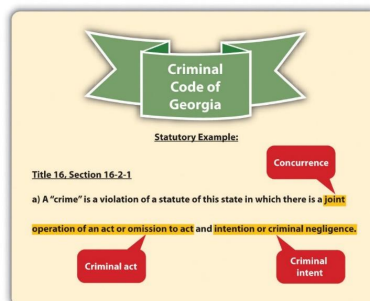 Criminal
Code of
Georgia
Statutory Example:
Concurrence
Title 16, Section 16-2-1
a) A “crime” is a violation of a statute of this state in which there is a joint
operation of an act or omission to act and intention or criminal negligence.
Criminal act
Criminal
intent